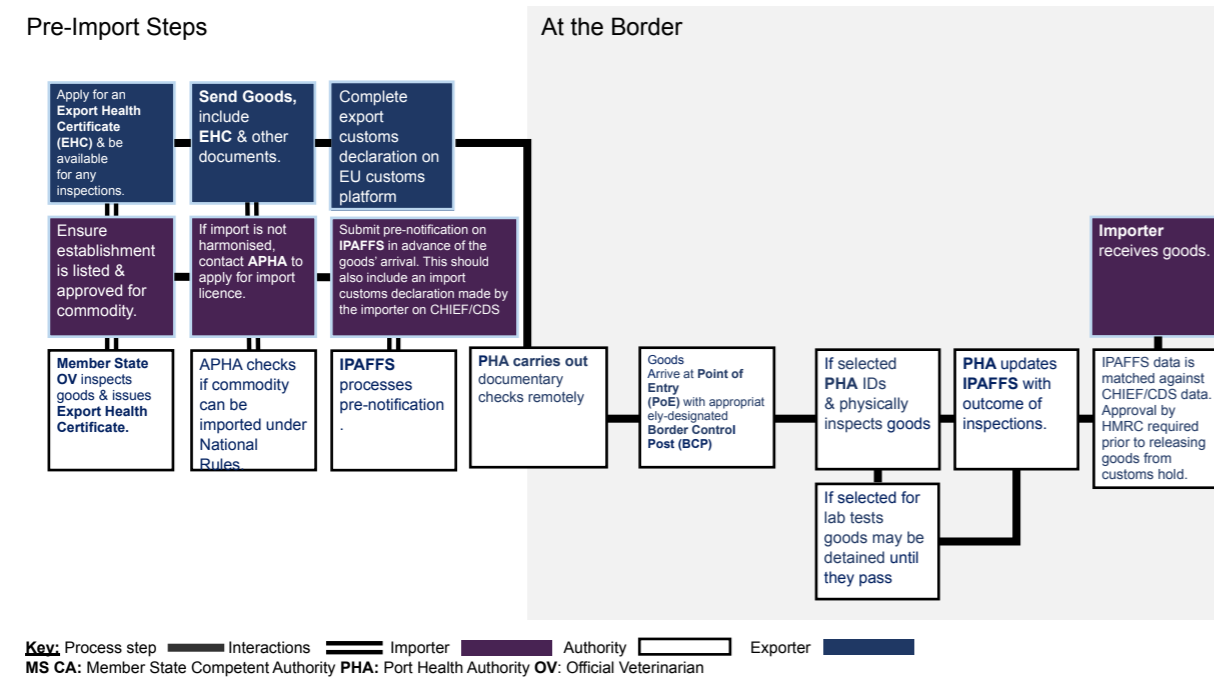 Pre-Import Steps
At the Border
Apply for an
Export Health
Certificate
(EHC) & be
available
for any
inspections.
Send Goods,
include
EHC & other
documents.
Complete
export
customs
declaration on
EU customs
platform
Ensure
establishment
is listed &
approved for
commodity.
If import is not
harmonised,
contact APHA to
apply for import
licence.
Submit pre-notification on
IPAFFS in advance of the
goods' arrival. This should
also include an import
customs declaration made by
the importer on CHIEF/CDS
Importer
receives goods.
Member State
OV inspects
goods & issues
Export Health
Certificate.
APHA checks
if commodity
can be
imported under
National
Rules.
IPAFFS
processes
pre-notification
.
PHA carries out
documentary
checks remotely
Goods
Arrive at Point of
Entry
(PoE) with appropriat
ely-designated
Border Control
Post (BCP)
If selected
PHA IDs
& physically
inspects goods
PHA updates
IPAFFS with
outcome of
inspections.
IPAFFS data is
matched against
CHIEF/CDS data.
Approval by
HMRC required
prior to releasing
goods from
customs hold.
If selected for
lab tests
goods may be
detained until
they pass
Key: Process step Interactions Importer Authority Exporter
MS CA: Member State Competent Authority PHA: Port Health Authority OV: Official Veterinarian